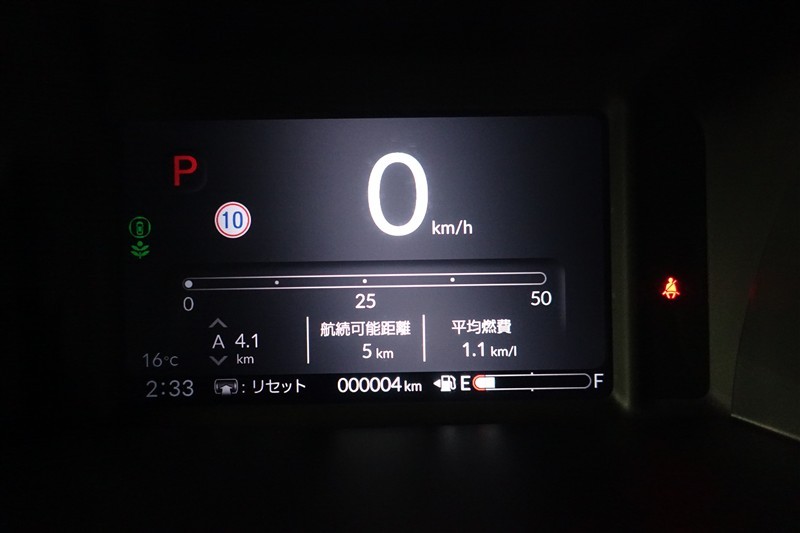 P
0 km/h
10
0 25 50
航続可能距離 平均燃費
A 4.1 km
5 km 1.1 km/l
16°C
2:33 : リセット 000004 km E F